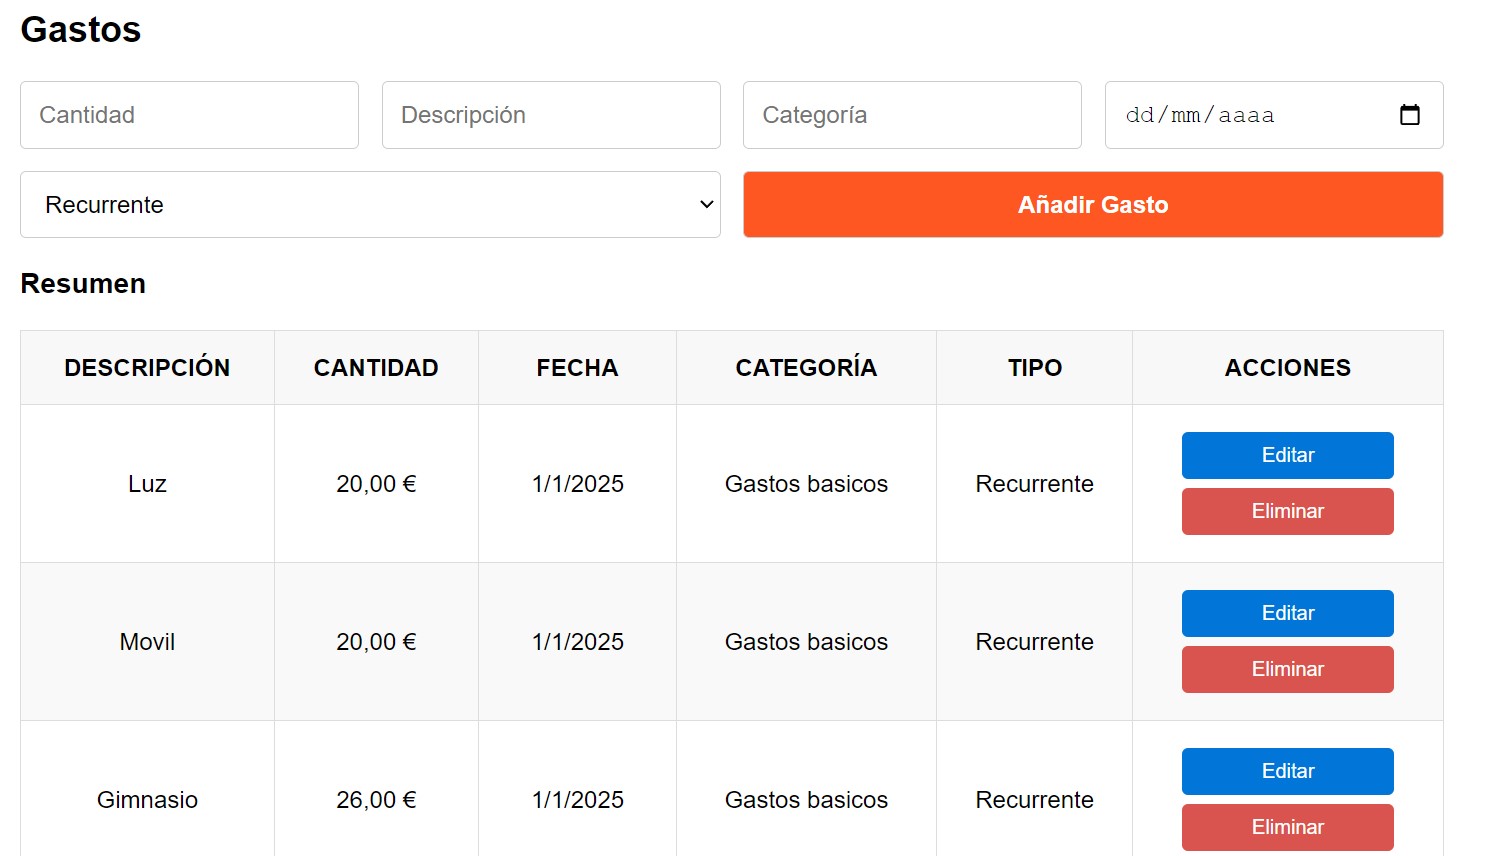 Gastos
Cantidad Descripción Categoría dd/mm/aaaa
Recurrente Añadir Gasto
Resumen
DESCRIPCIÓN CANTIDAD FECHA CATEGORÍA TIPO ACCIONES
Luz 20,00 € 1/1/2025 Gastos basicos Recurrente Editar
Eliminar
Movil 20,00 € 1/1/2025 Gastos basicos Recurrente Editar
Eliminar
Gimnasio 26,00 € 1/1/2025 Gastos basicos Recurrente Editar
Eliminar